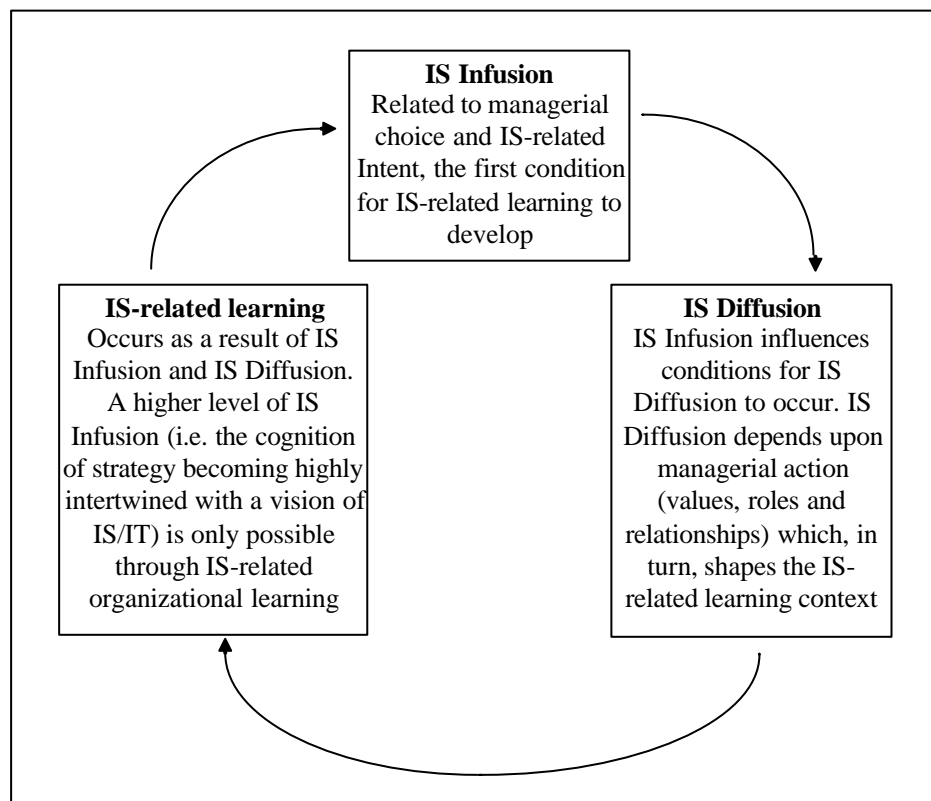 IS Infusion
Related to managerial
choice and IS-related
Intent, the first condition
for IS-related learning to
develop
IS-related learning
Occurs as a result of IS
Infusion and IS Diffusion.
A higher level of IS
Infusion (i.e. the cognition
of strategy becoming highly
intertwined with a vision of
IS/IT) is only possible
through IS-related
organizational learning
IS Diffusion
IS Infusion influences
conditions for IS
Diffusion to occur. IS
Diffusion depends upon
managerial action
(values, roles and
relationships) which, in
turn, shapes the IS-
related learning context